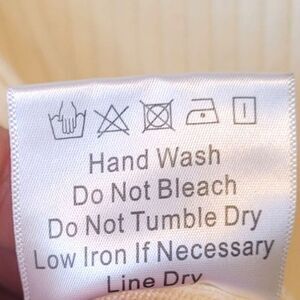 Hand Wash
Do Not Bleach
Do Not Tumble Dry
Low Iron If Necessary
Line Dry